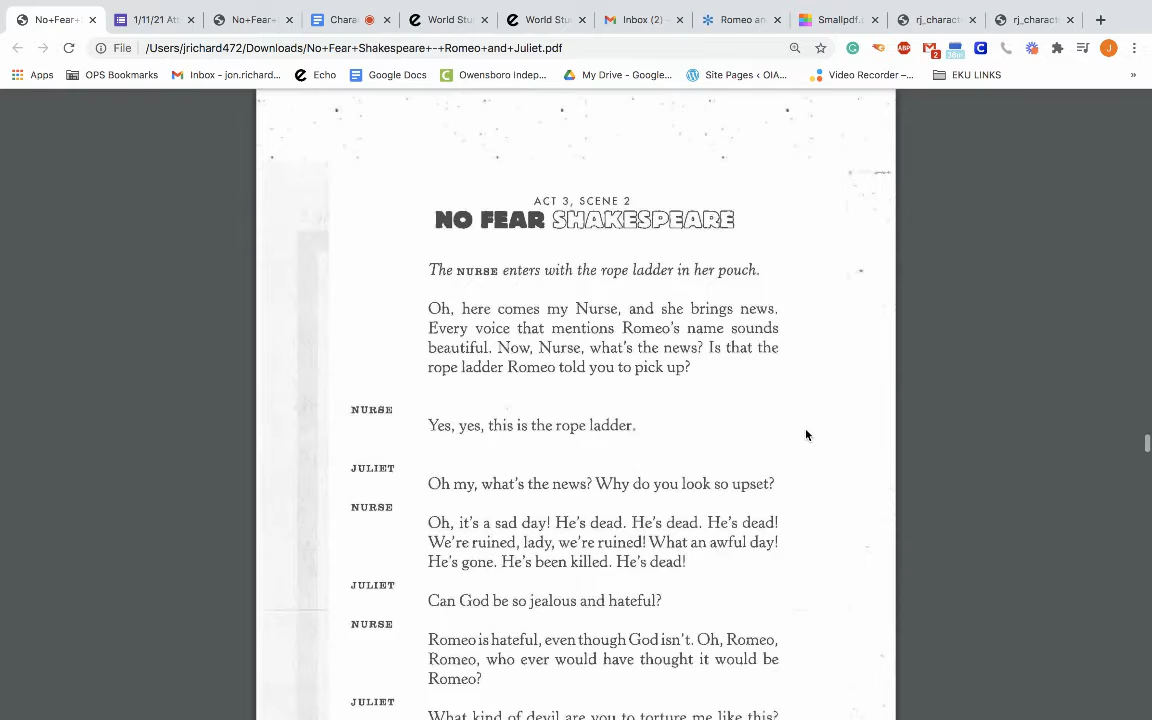 No+Fear+
1/11/21 Att
No+Fear+
Chara
World Stu
World Stu
Inbox (2)
Romeo an
Smallpdf.
rj_charact
rj_charact
File /Users/jrichard472/Downloads/No+Fear+Shakespeare+-+Romeo+and+Juliet.pdf
Apps
OPS Bookmarks
Inbox - jon.richard...
Echo
Google Docs
Owensboro Indep...
My Drive - Google...
Site Pages ‹ OIA...
Video Recorder –...
EKU LINKS
»
ACT 3, SCENE 2
NO FEAR SHAKESPEARE
The NURSE enters with the rope ladder in her pouch.
Oh, here comes my Nurse, and she brings news.
Every voice that mentions Romeo's name sounds
beautiful. Now, Nurse, what's the news? Is that the
rope ladder Romeo told you to pick up?
NURSE
Yes, yes, this is the rope ladder.
JULIET
Oh my, what's the news? Why do you look so upset?
NURSE
Oh, it's a sad day! He's dead. He's dead. He's dead!
We're ruined, lady, we're ruined! What an awful day!
He's gone. He's been killed. He's dead!
JULIET
Can God be so jealous and hateful?
NURSE
Romeo is hateful, even though God isn't. Oh, Romeo,
Romeo, who ever would have thought it would be
Romeo?
JULIET
What kind of devil are you to torture me like this?